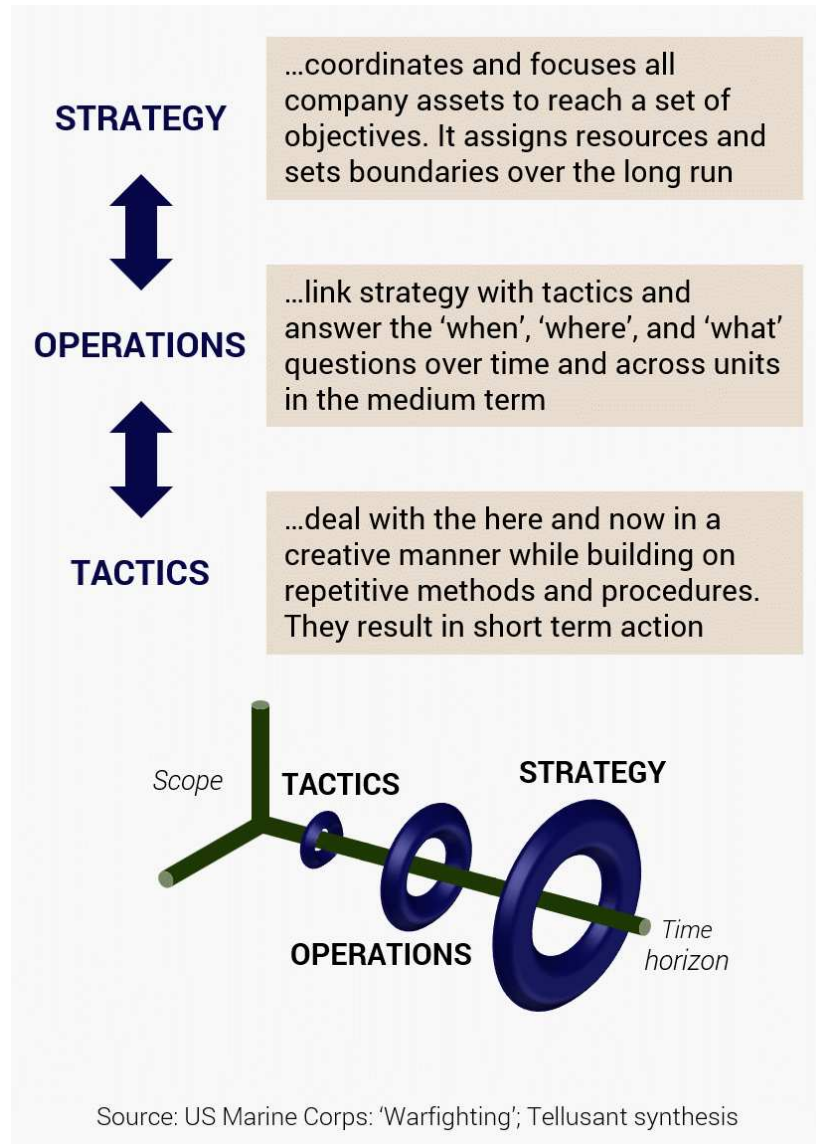 STRATEGY
…coordinates and focuses all
company assets to reach a set of
objectives. It assigns resources and
sets boundaries over the long run
OPERATIONS
…link strategy with tactics and
answer the ‘when’, ‘where’, and ‘what’
questions over time and across units
in the medium term
TACTICS
…deal with the here and now in a
creative manner while building on
repetitive methods and procedures.
They result in short term action
Scope
TACTICS
STRATEGY
OPERATIONS
Time
horizon
Source: US Marine Corps: ‘Warfighting’; Tellusant synthesis